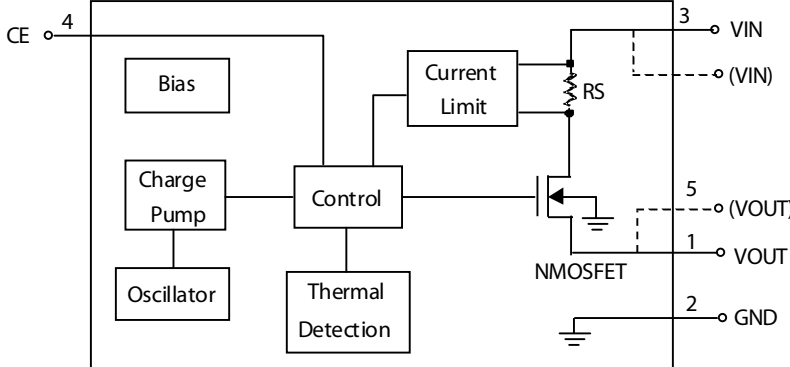 4
CE
3
VIN
(VIN)
Bias
Current
Limit
RS
Charge
Pump
Control
5
(VOUT)
1
VOUT
NMOSFET
Oscillator
Thermal
Detection
2
GND